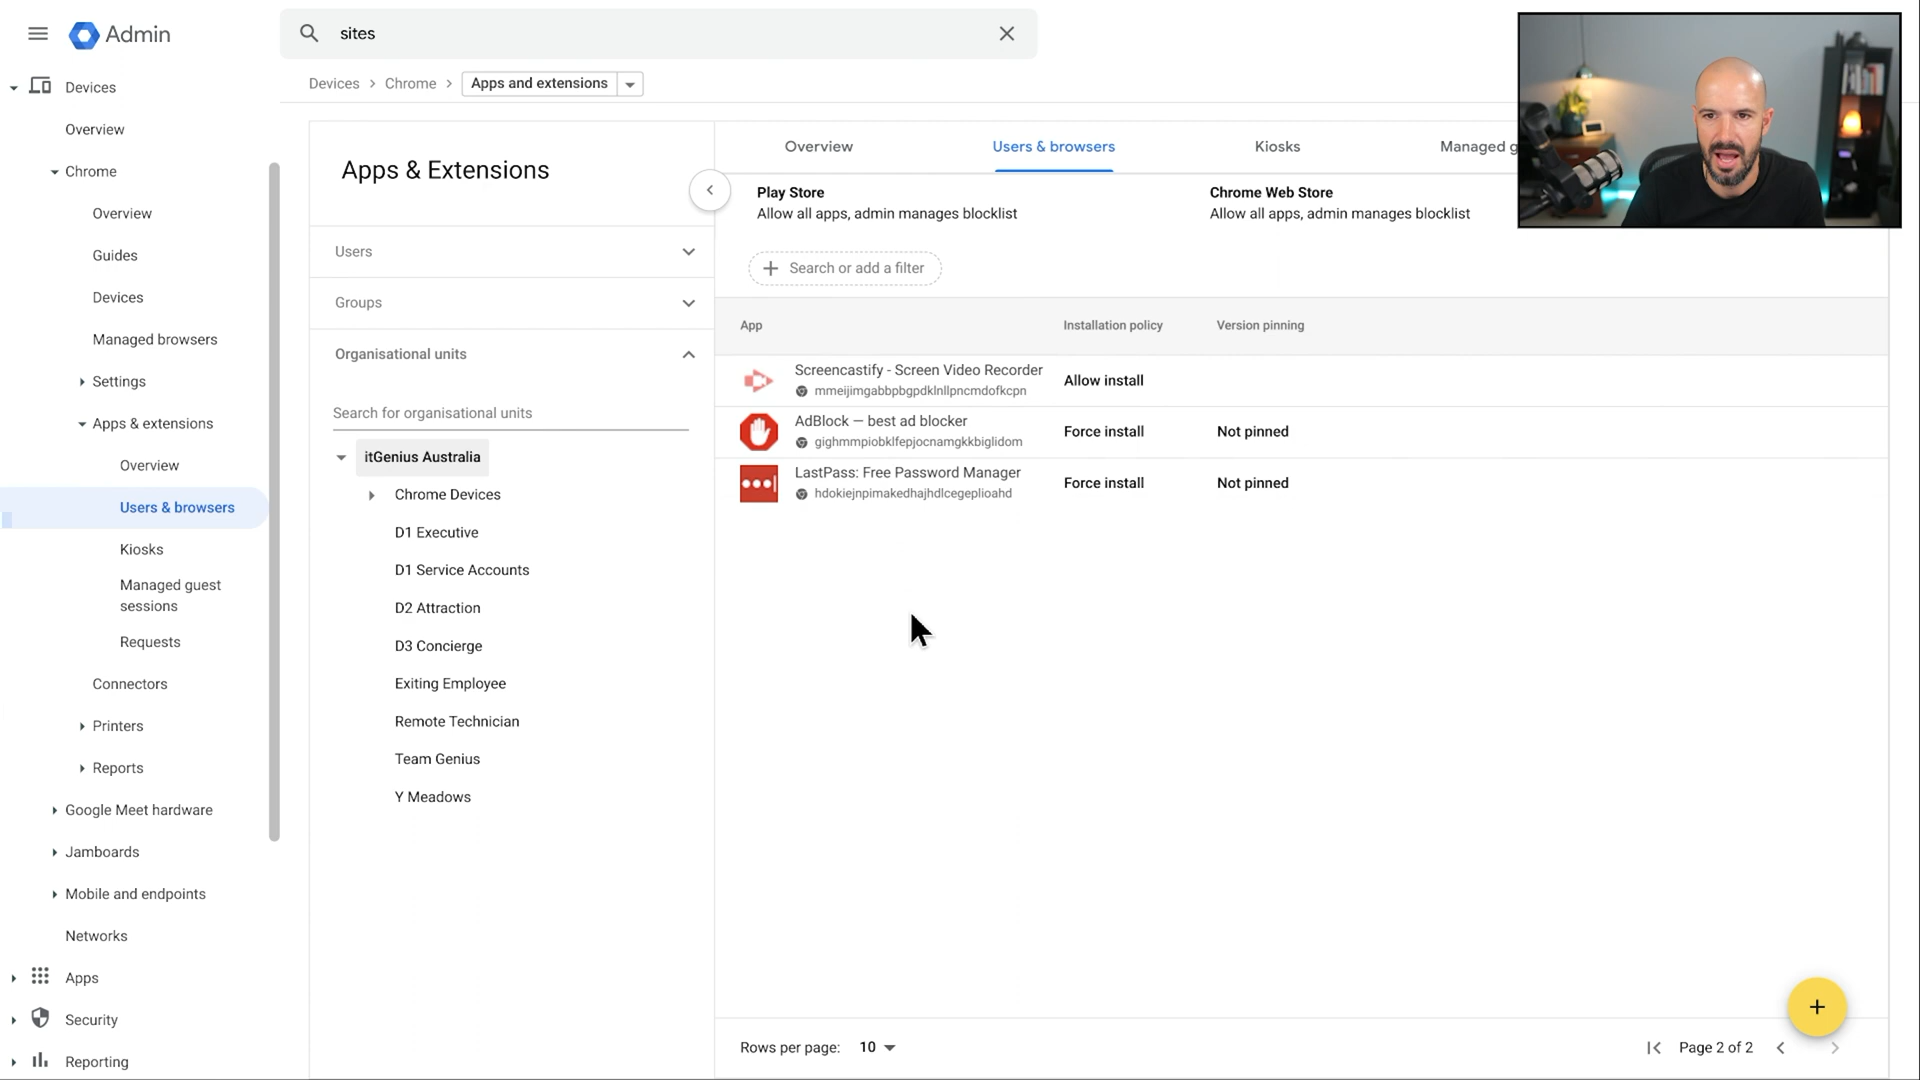 Admin
sites
Devices
Overview
Chrome
Overview
Guides
Devices
Managed browsers
Settings
Apps & extensions
Overview
Users & browsers
Kiosks
Managed guest
sessions
Requests
Connectors
Printers
Reports
Google Meet hardware
Jamboards
Mobile and endpoints
Networks
Apps
Security
Reporting
Devices > Chrome > Apps and extensions
Apps & Extensions
Users
Groups
Organisational units
Search for organisational units
itGenius Australia
Chrome Devices
D1 Executive
D1 Service Accounts
D2 Attraction
D3 Concierge
Exiting Employee
Remote Technician
Team Genius
Y Meadows
Overview Users & browsers Kiosks Managed g
Play Store
Allow all apps, admin manages blocklist
Chrome Web Store
Allow all apps, admin manages blocklist
+ Search or add a filter
App Installation policy Version pinning
Screencastify - Screen Video Recorder
mmeijimgabbpbgpdklnllpncmdofkcpn
Allow install
AdBlock — best ad blocker
gighmmpiobklfepjocnamgkkbiglidom
Force install Not pinned
LastPass: Free Password Manager
hdokiejnpimakedhajhdlcegeplioahd
Force install Not pinned
+
Rows per page: 10 Page 2 of 2